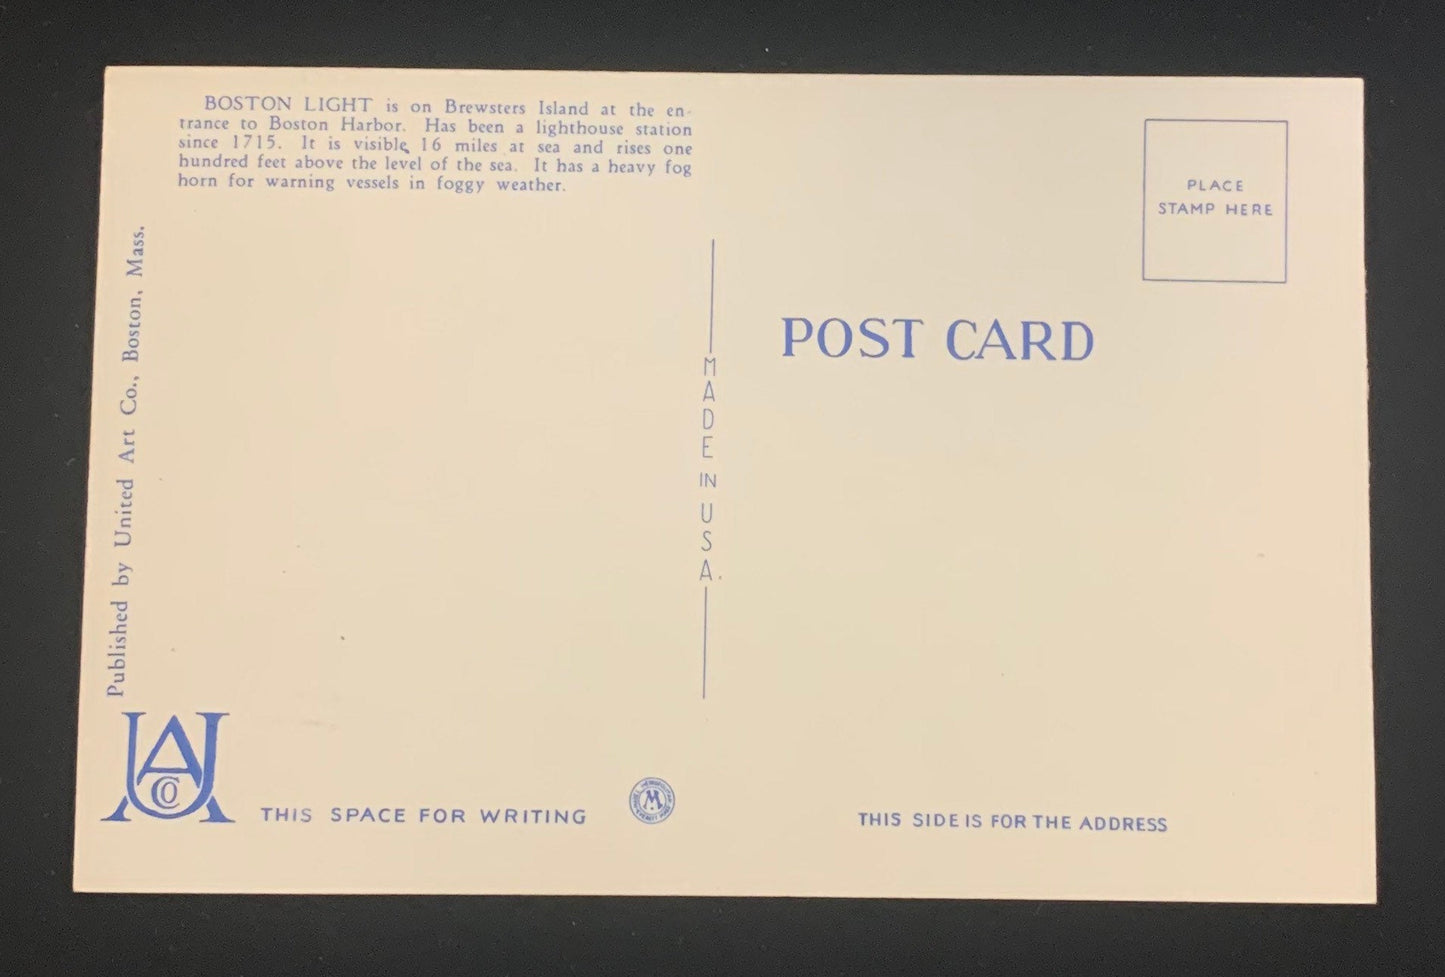 BOSTON LIGHT is on Brewsters Island at the en-
trance to Boston Harbor. Has been a lighthouse station
since 1715. It is visible 16 miles at sea and rises one
hundred feet above the level of the sea. It has a heavy fog
horn for warning vessels in foggy weather.
PLACE
STAMP HERE
Published by United Art Co., Boston, Mass.
POST CARD
MADE IN USA.
UACO
THIS SPACE FOR WRITING
M
THIS SIDE IS FOR THE ADDRESS